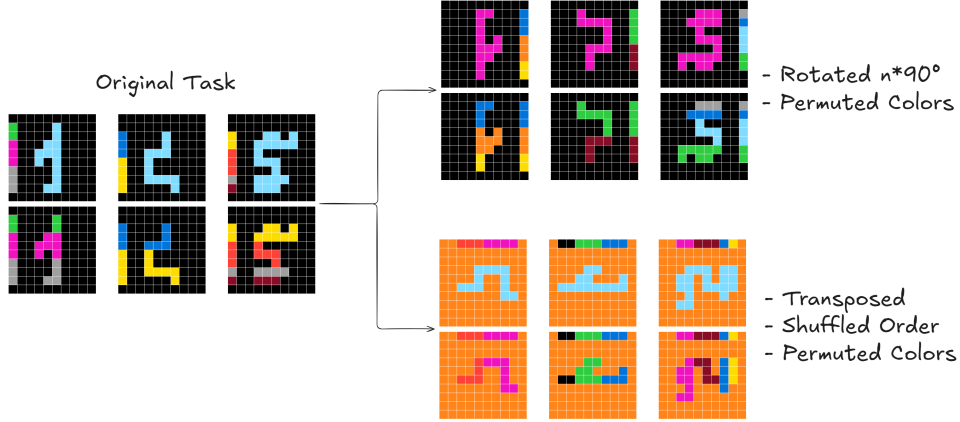 Original Task
- Rotated n*90°
- Permuted Colors
- Transposed
- Shuffled Order
- Permuted Colors